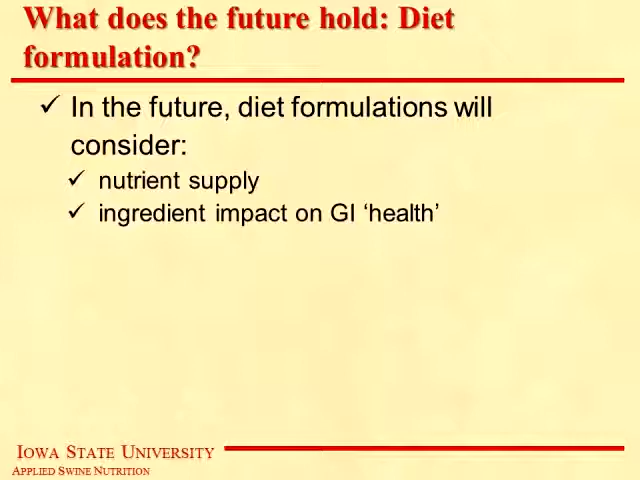 What does the future hold: Diet
formulation?
✓ In the future, diet formulations will
consider:
✓ nutrient supply
✓ ingredient impact on GI ‘health’
IOWA STATE UNIVERSITY
APPLIED SWINE NUTRITION